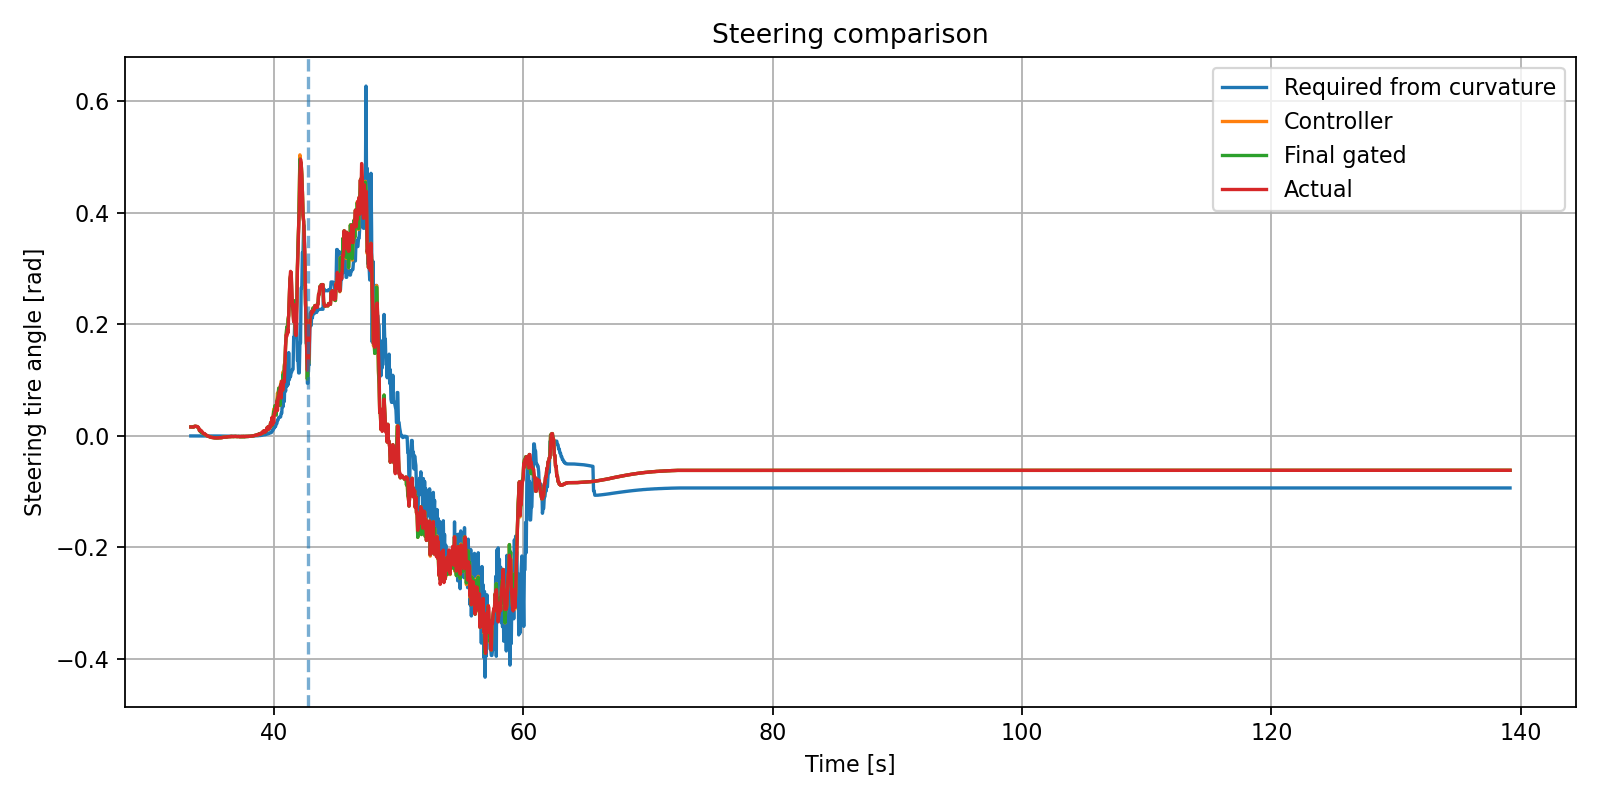 Steering comparison
Required from curvature
Controller
Final gated
Actual
Steering tire angle [rad]
0.6
0.4
0.2
0.0
−0.2
−0.4
40
60
80
100
120
140
Time [s]